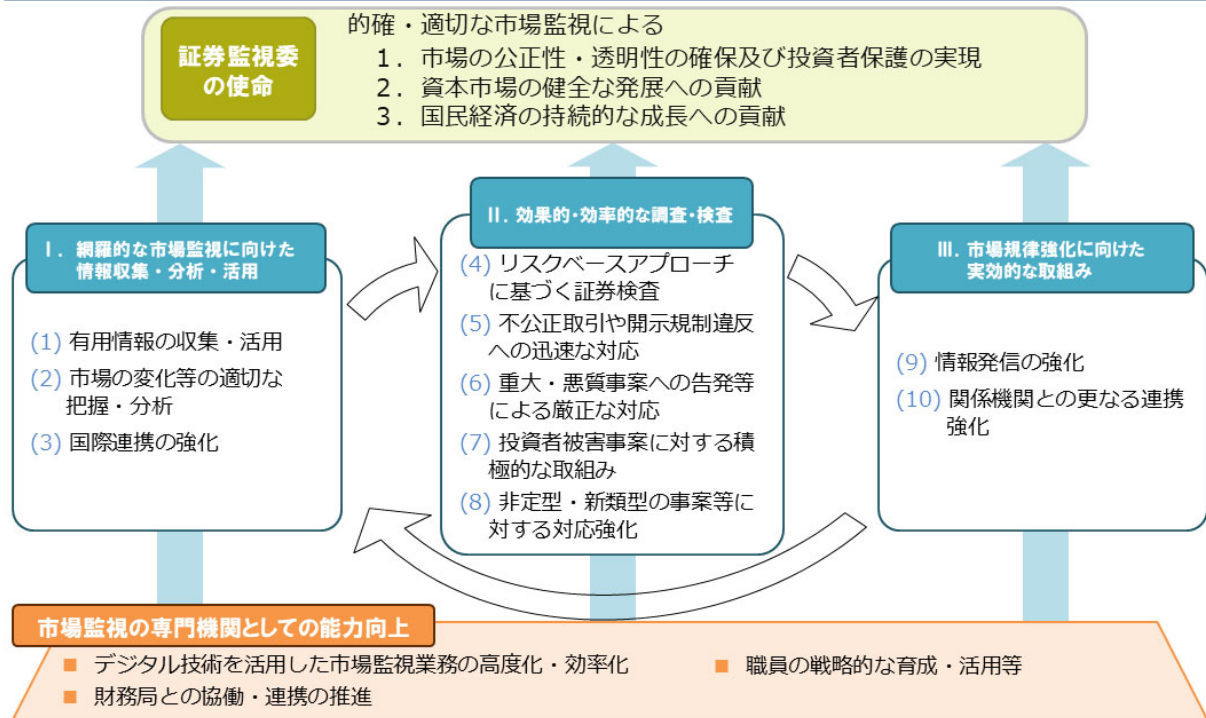 証券監視委
の使命
的確・適切な市場監視による
1．市場の公正性・透明性の確保及び投資者保護の実現
2．資本市場の健全な発展への貢献
3．国民経済の持続的な成長への貢献
Ⅰ．網羅的な市場監視に向けた
情報収集・分析・活用
(1) 有用情報の収集・活用
(2) 市場の変化等の適切な
把握・分析
(3) 国際連携の強化
Ⅱ．効果的・効率的な調査・検査
(4) リスクベースアプローチ
に基づく証券検査
(5) 不公正取引や開示規制違反
への迅速な対応
(6) 重大・悪質事案への告発等
による厳正な対応
(7) 投資者被害事案に対する積
極的な取組み
(8) 非定型・新類型の事案等に
対する対応強化
Ⅲ．市場規律強化に向けた
実効的な取組み
(9) 情報発信の強化
(10) 関係機関との更なる連携
強化
市場監視の専門機関としての能力向上
■ デジタル技術を活用した市場監視業務の高度化・効率化
■ 財務局との協働・連携の推進
■ 職員の戦略的な育成・活用等